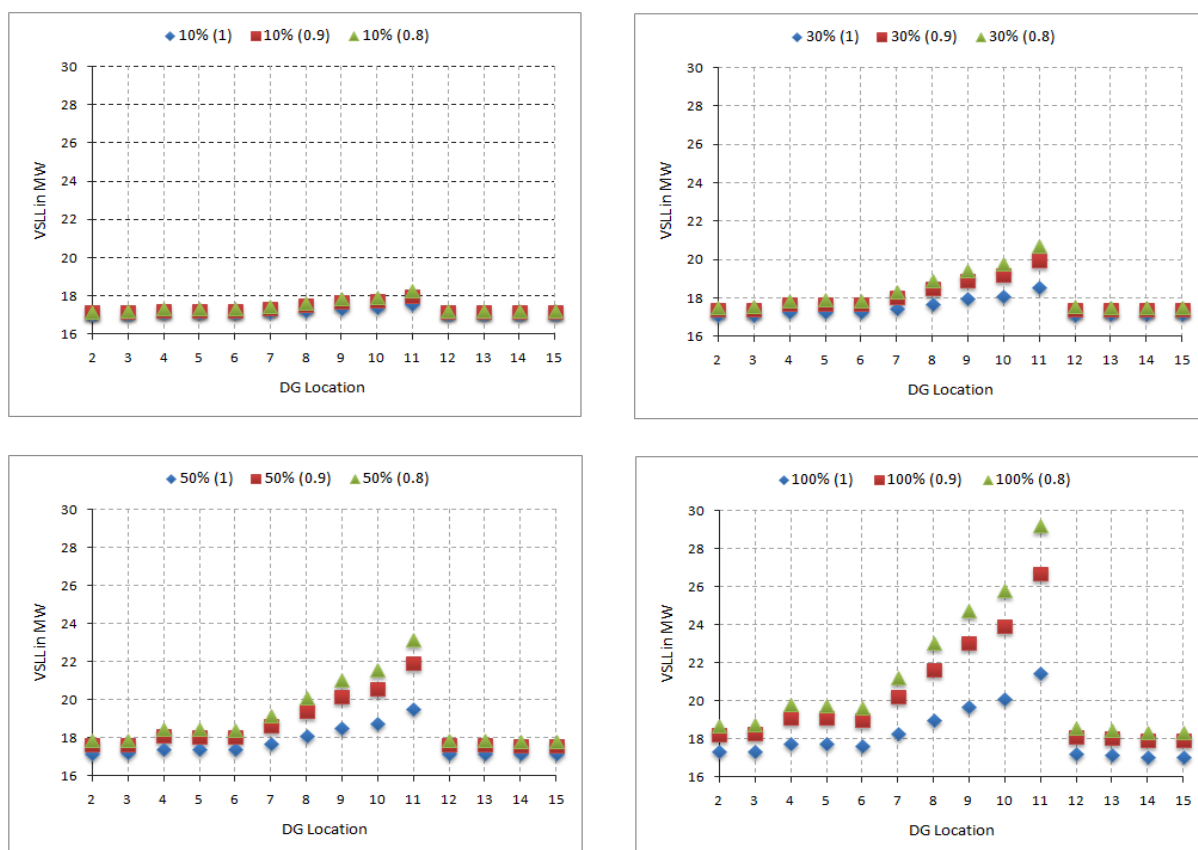 10% (1) 10% (0.9) 10% (0.8)
30
28
26
24
22
20
18
16
VSLL in MW
2 3 4 5 6 7 8 9 10 11 12 13 14 15
DG Location
30% (1) 30% (0.9) 30% (0.8)
30
28
26
24
22
20
18
16
VSLL in MW
2 3 4 5 6 7 8 9 10 11 12 13 14 15
DG Location
50% (1) 50% (0.9) 50% (0.8)
30
28
26
24
22
20
18
16
VSLL in MW
2 3 4 5 6 7 8 9 10 11 12 13 14 15
DG Location
100% (1) 100% (0.9) 100% (0.8)
30
28
26
24
22
20
18
16
VSLL in MW
2 3 4 5 6 7 8 9 10 11 12 13 14 15
DG Location